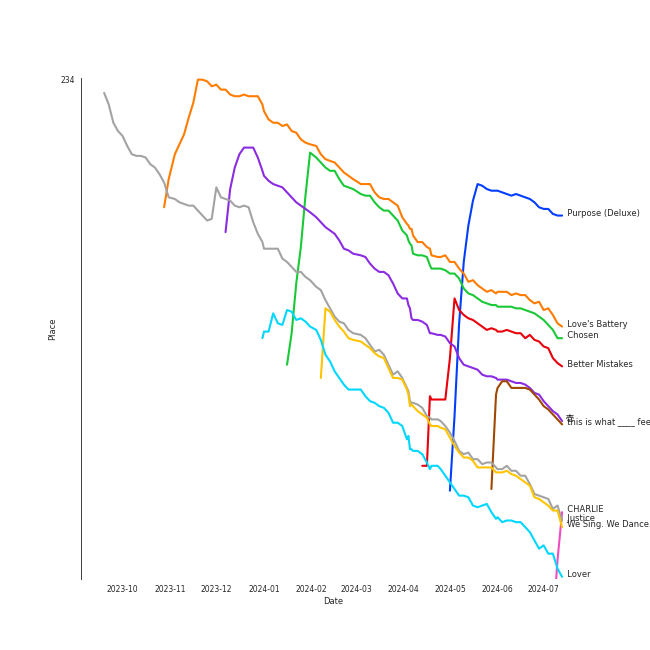 234
Purpose (Deluxe)
Love's Battery
Chosen
Better Mistakes
this is what ____ fee
CHARLIE
Justice
We Sing. We Dance.
Lover
Place
2023-10
2023-11
2023-12
2024-01
2024-02
2024-03
2024-04
2024-05
2024-06
2024-07
Date